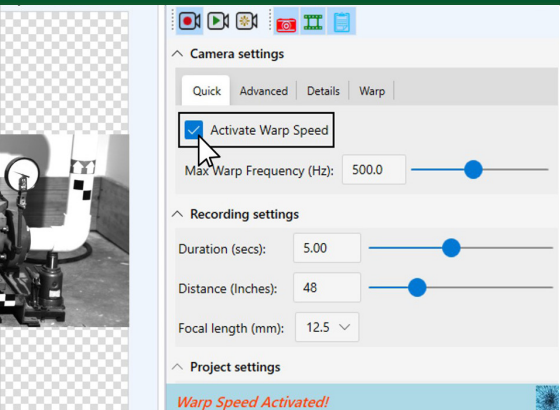 Camera settings
Quick Advanced Details Warp
Activate Warp Speed
Max Warp Frequency (Hz): 500.0
Recording settings
Duration (secs): 5.00
Distance (Inches): 48
Focal length (mm): 12.5
Project settings
Warp Speed Activated!